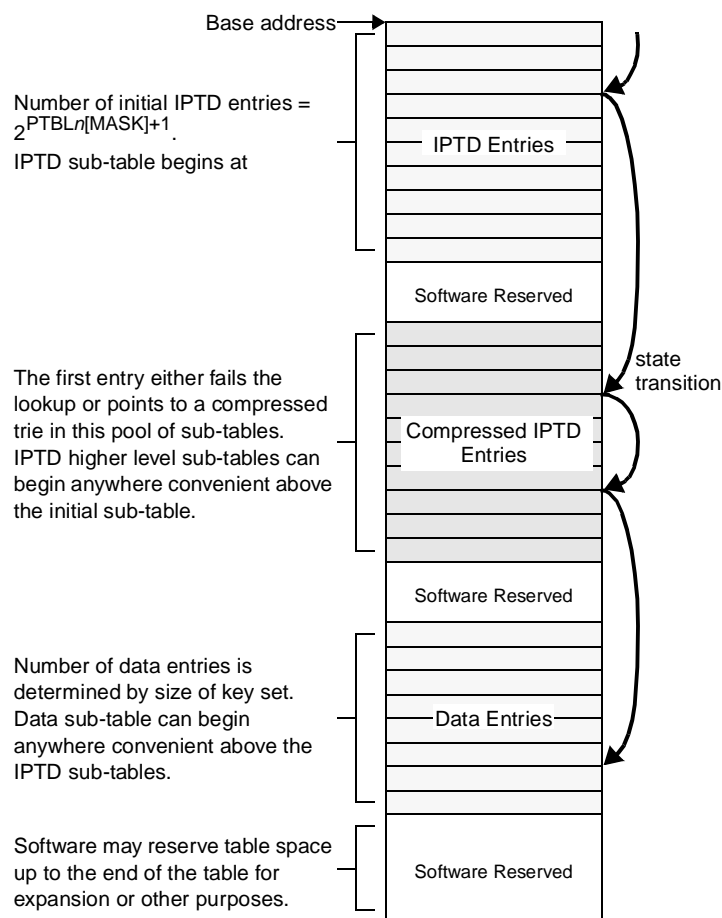 Base address
Number of initial IPTD entries =
2PTBLn[MASK]+1.
IPTD sub-table begins at
IPTD Entries
Software Reserved
state
transition
The first entry either fails the
lookup or points to a compressed
trie in this pool of sub-tables.
IPTD higher level sub-tables can
begin anywhere convenient above
the initial sub-table.
Compressed IPTD
Entries
Software Reserved
Number of data entries is
determined by size of key set.
Data sub-table can begin
anywhere convenient above the
IPTD sub-tables.
Data Entries
Software may reserve table space
up to the end of the table for
expansion or other purposes.
Software Reserved